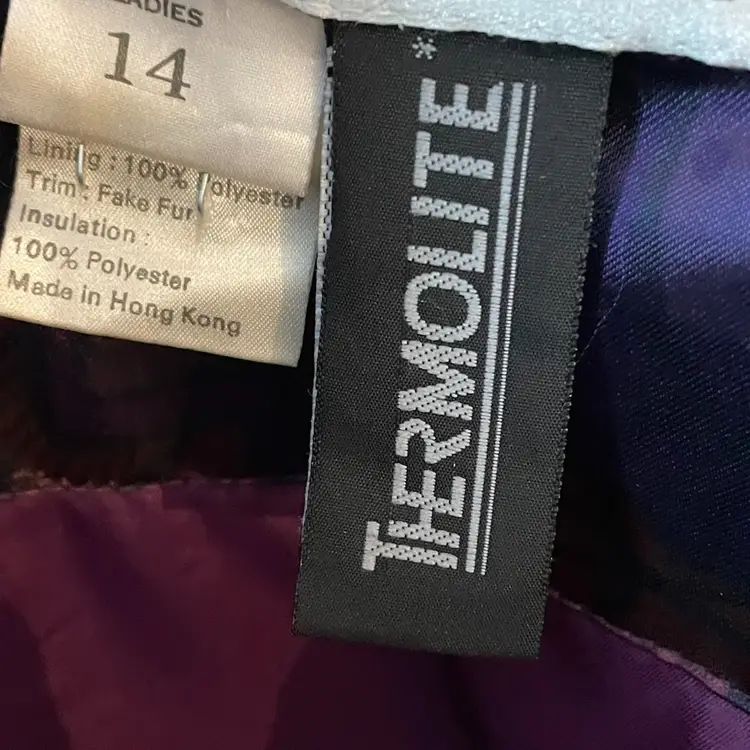 LADIES
14
Lining : 100% Polyester
Trim : Fake Fur
Insulation :
100% Polyester
Made in Hong Kong
THERMOLITE*